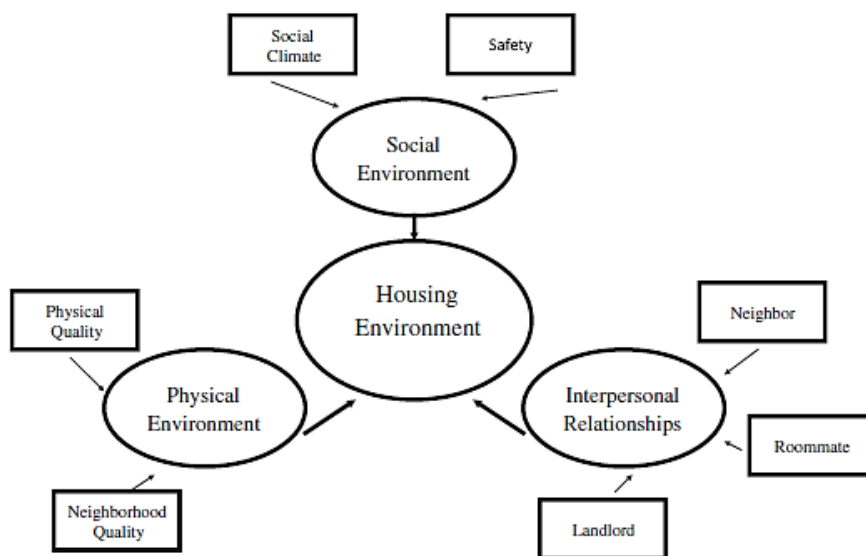 Social
Climate
Safety
Social
Environment
Housing
Environment
Physical
Quality
Neighbor
Physical
Environment
Interpersonal
Relationships
Roommate
Neighborhood
Quality
Landlord